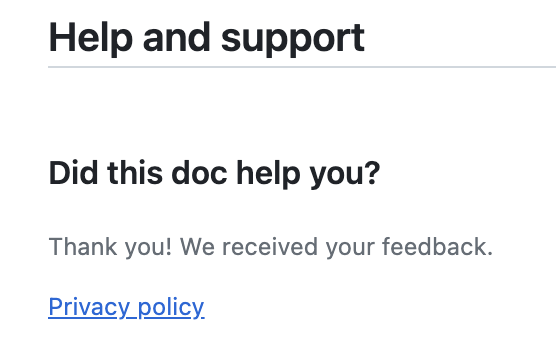 Help and support
Did this doc help you?
Thank you! We received your feedback.
Privacy policy